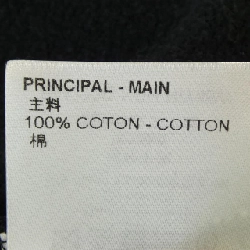 PRINCIPAL - MAIN
主料
100% COTON - COTTON
棉